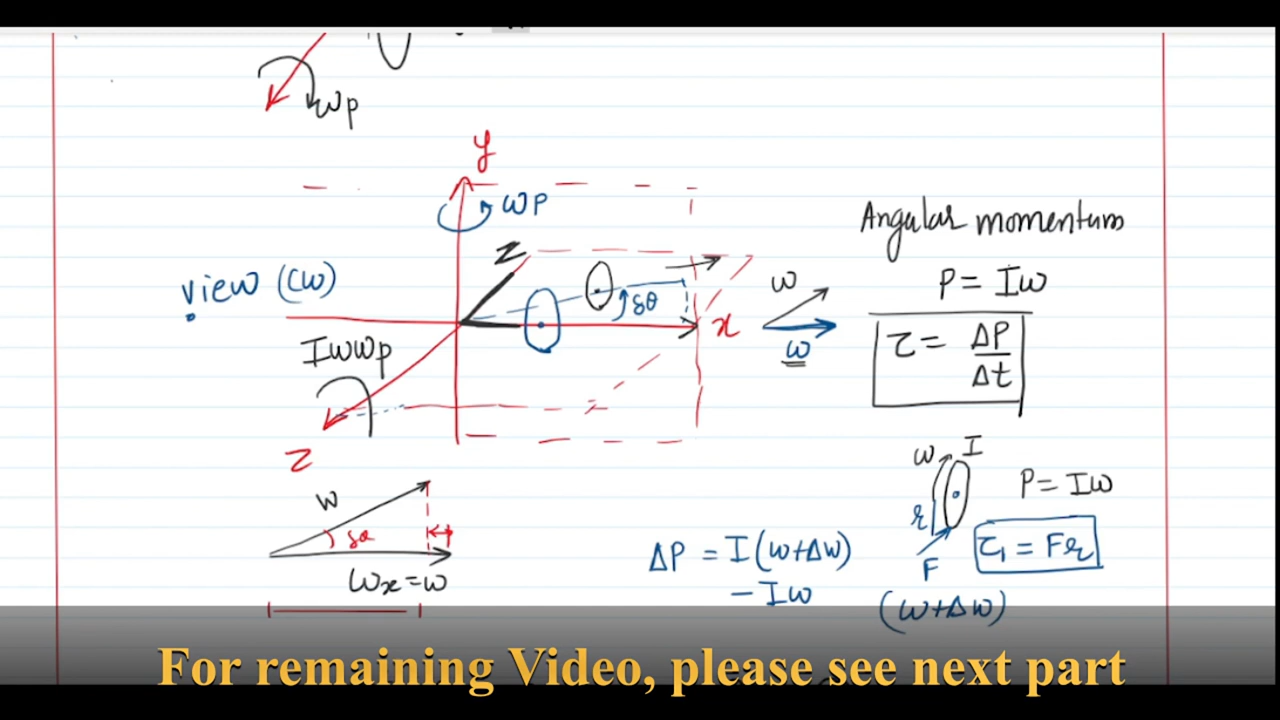 ωp
y
ωp
Z
view (CW)
δθ
x
ω
ω
Iωωp
Z
Angular momentum
P = Iω
τ = ΔP/Δt
ω
δθ
ωx = ω
ω I
r
F
P = Iω
τ1 = Fr
ΔP = I(ω+Δω)
- Iω
(ω+Δω)
For remaining Video, please see next part